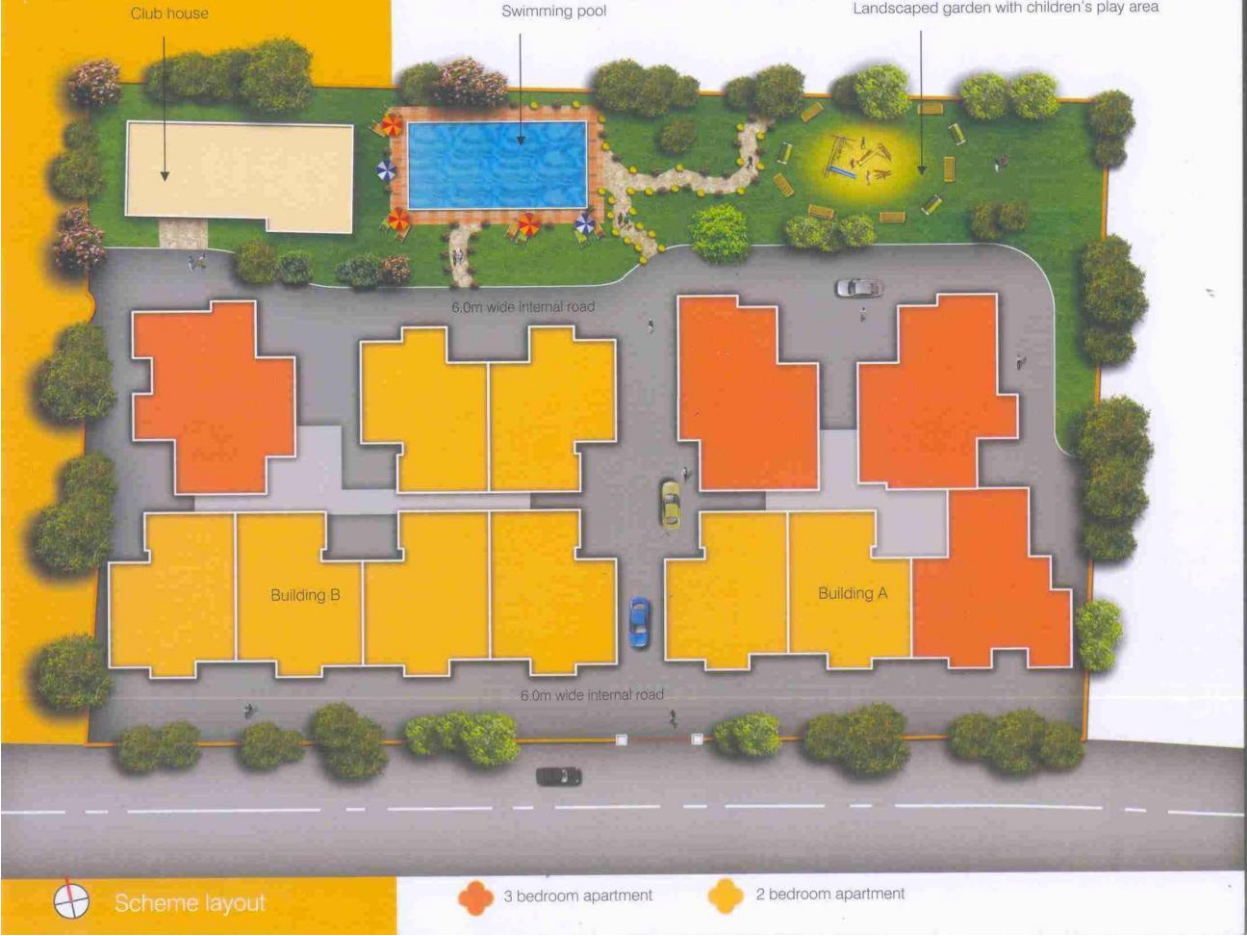 Club house
Swimming pool
Landscaped garden with children's play area
6.0m wide internal road
Building B
Building A
6.0m wide internal road
Scheme layout
3 bedroom apartment
2 bedroom apartment